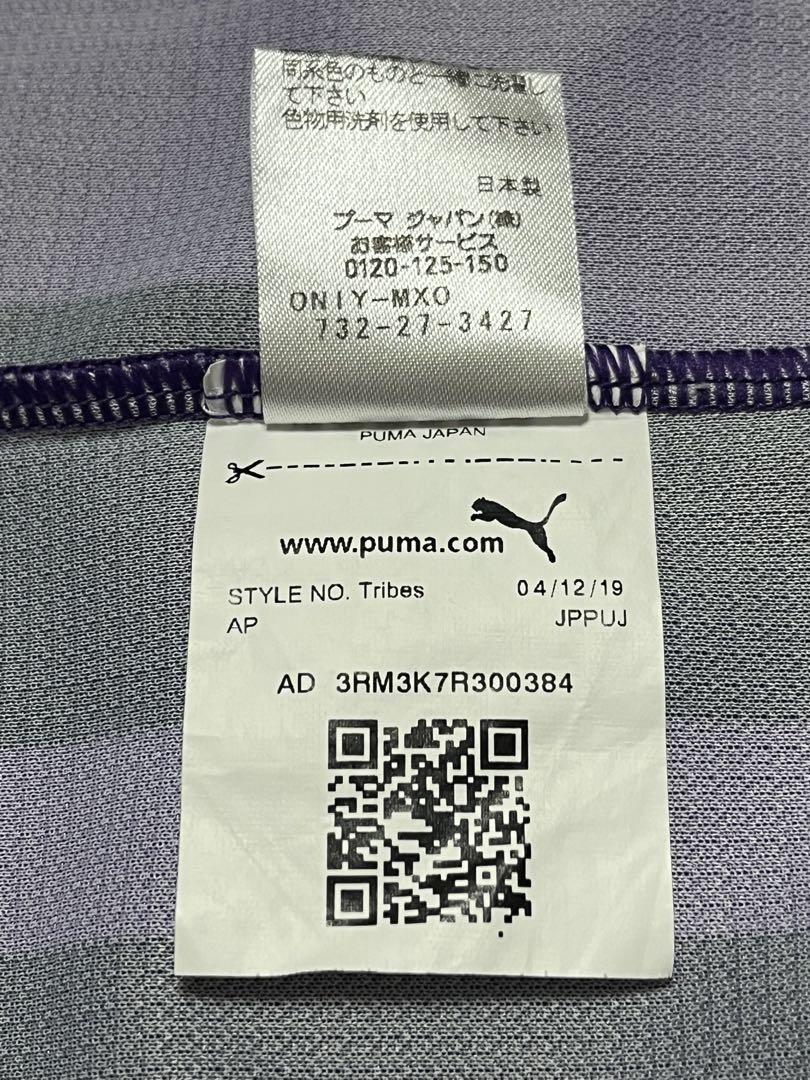 同系色のものと一緒に洗濯し
て下さい
色物用洗剤を使用して下さい
日本製
プーマ ジャパン(株)
お客様サービス
0120-125-150
ONIY-MXO
732-27-3427
PUMA JAPAN
www.puma.com
STYLE NO. Tribes 04/12/19
AP JPPUJ
AD 3RM3K7R300384